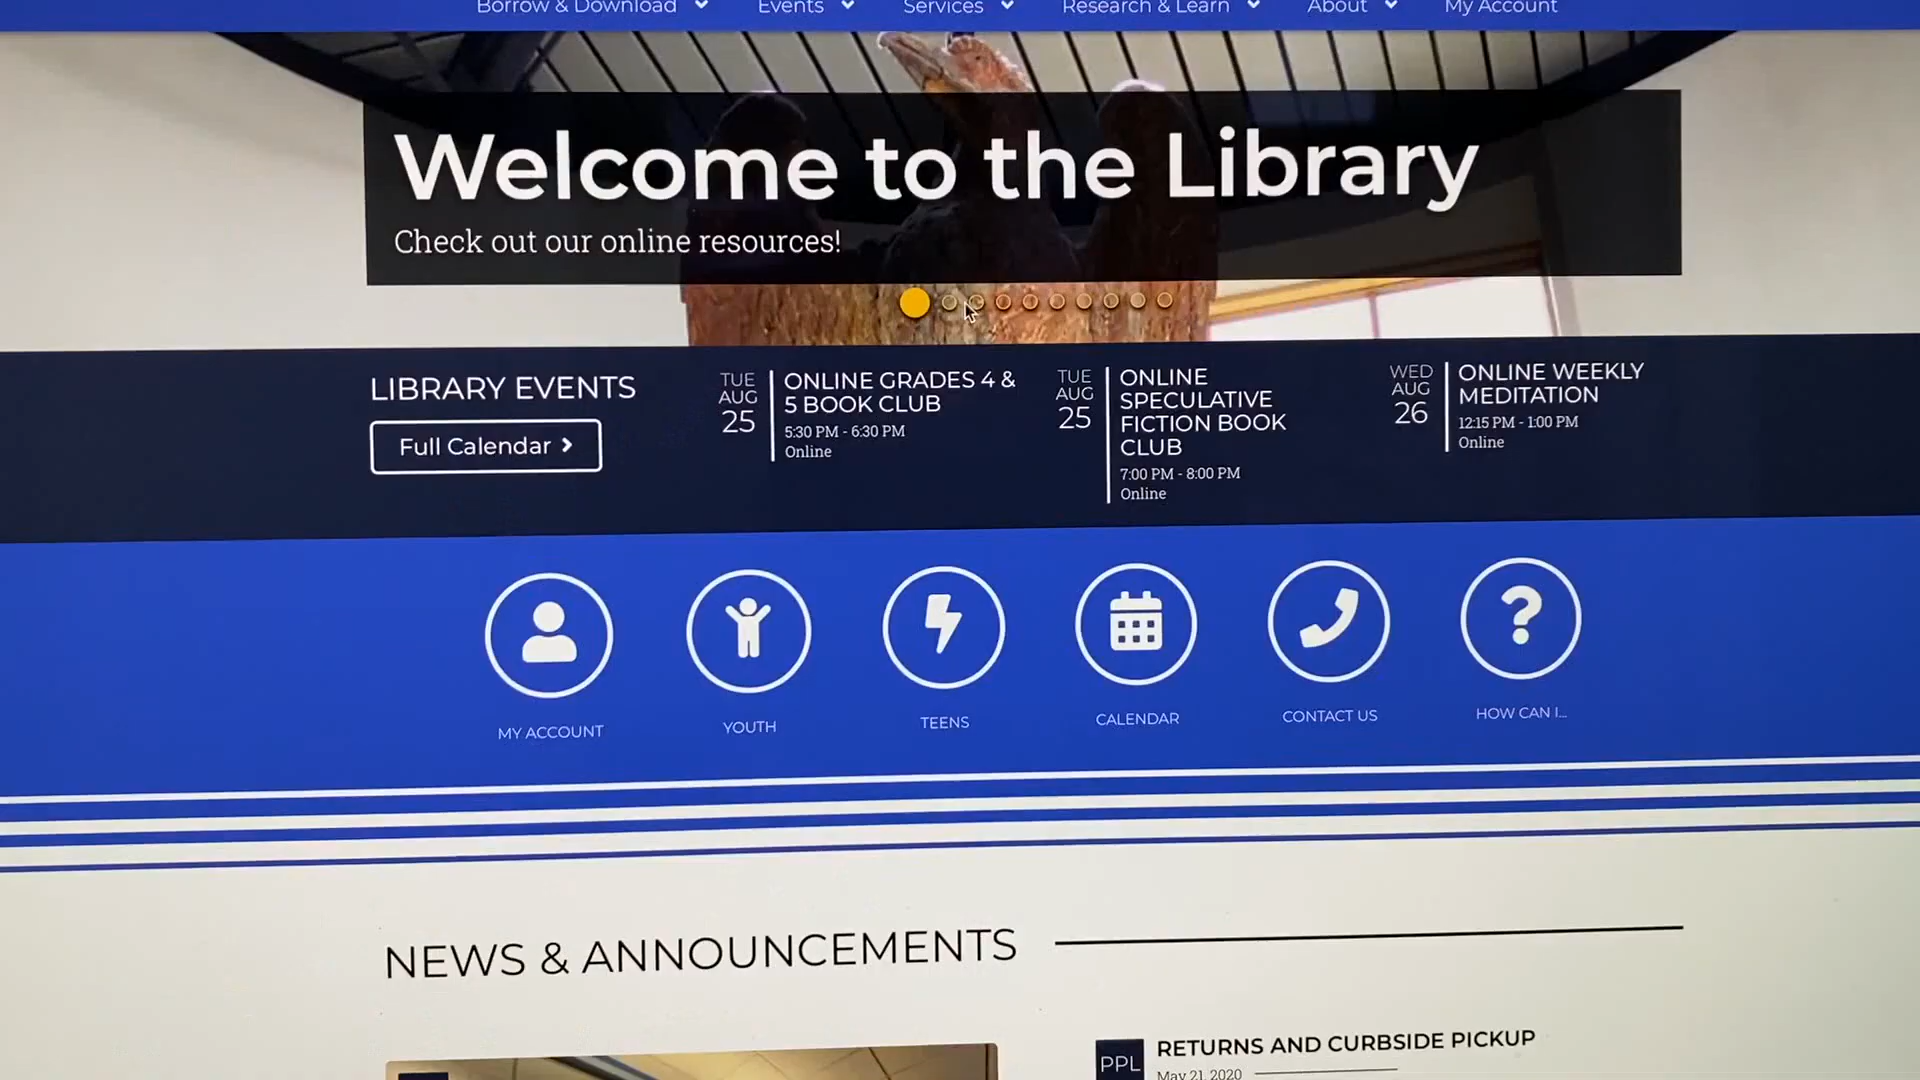 Borrow & Download Events Services Research & Learn About My Account
Welcome to the Library
Check out our online resources!
LIBRARY EVENTS
Full Calendar
TUE
AUG
25
ONLINE GRADES 4 &
5 BOOK CLUB
5:30 PM - 6:30 PM
Online
TUE
AUG
25
ONLINE
SPECULATIVE
FICTION BOOK
CLUB
7:00 PM - 8:00 PM
Online
WED
AUG
26
ONLINE WEEKLY
MEDITATION
12:15 PM - 1:00 PM
Online
MY ACCOUNT
YOUTH
TEENS
CALENDAR
CONTACT US
HOW CAN I...
NEWS & ANNOUNCEMENTS
PPL
RETURNS AND CURBSIDE PICKUP
May 21, 2020